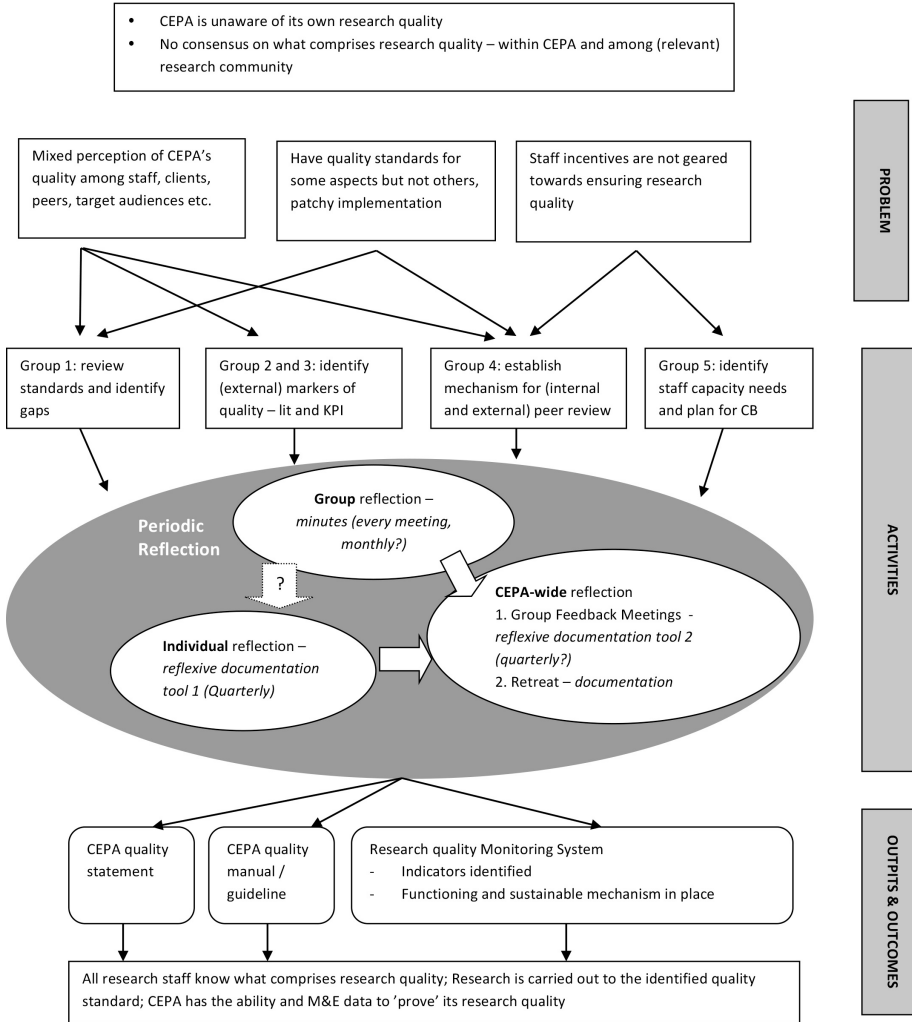 • CEPA is unaware of its own research quality
• No consensus on what comprises research quality – within CEPA and among (relevant)
research community
PROBLEM
Mixed perception of CEPA's
quality among staff, clients,
peers, target audiences etc.
Have quality standards for
some aspects but not others,
patchy implementation
Staff incentives are not geared
towards ensuring research
quality
Group 1: review
standards and identify
gaps
Group 2 and 3: identify
(external) markers of
quality – lit and KPI
Group 4: establish
mechanism for (internal
and external) peer review
Group 5: identify
staff capacity needs
and plan for CB
ACTIVITIES
Periodic
Reflection
Group reflection –
minutes (every meeting,
monthly?)
?
Individual reflection –
reflexive documentation
tool 1 (Quarterly)
CEPA-wide reflection
1. Group Feedback Meetings -
reflexive documentation tool 2
(quarterly?)
2. Retreat – documentation
OUTPITS & OUTCOMES
CEPA quality
statement
CEPA quality
manual /
guideline
Research quality Monitoring System
- Indicators identified
- Functioning and sustainable mechanism in place
All research staff know what comprises research quality; Research is carried out to the identified quality
standard; CEPA has the ability and M&E data to 'prove' its research quality